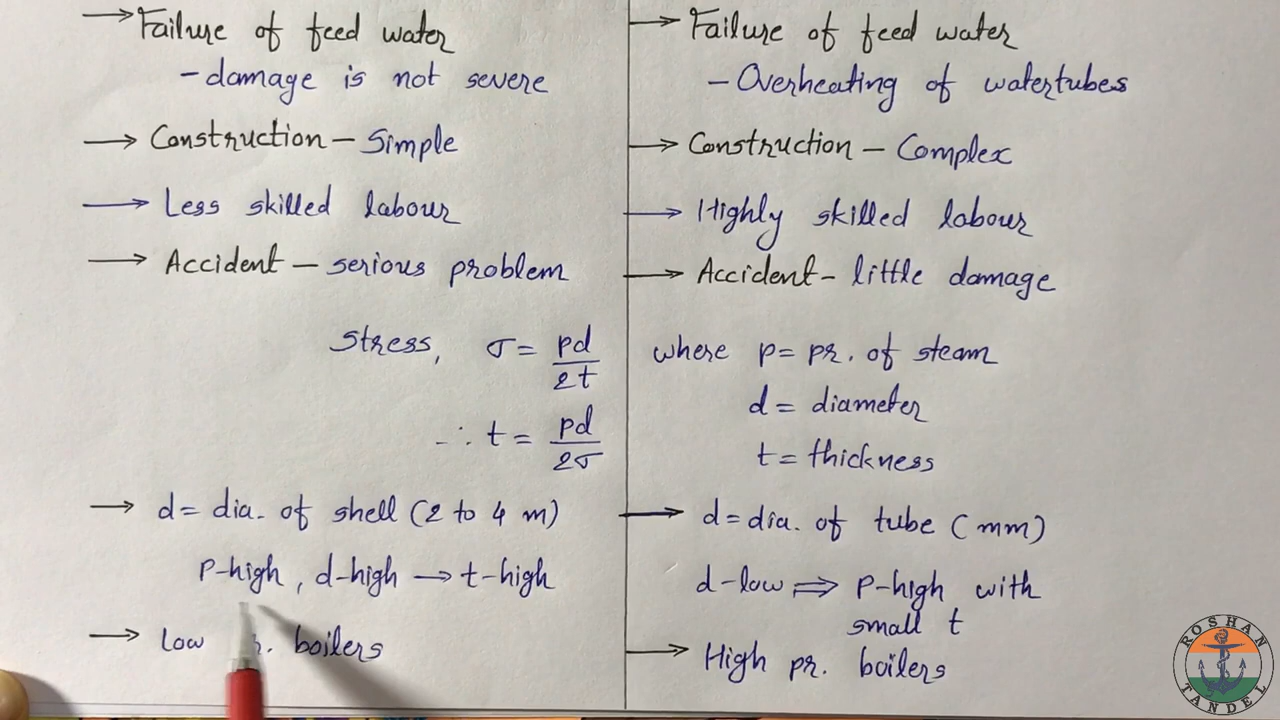 → Failure of feed water
- damage is not severe
→ Construction – Simple
→ Less skilled labour
→ Accident – serious problem
Stress, σ = pd/2t
∴ t = pd/2σ
→ d = dia. of shell (2 to 4 m)
P-high, d-high → t-high
→ Low r. boilers
→ Failure of feed water
- Overheating of watertubes
→ Construction – Complex
→ Highly skilled labour
→ Accident – little damage
where p = pr. of steam
d = diameter
t = thickness
→ d = dia. of tube (mm)
d-low ⇒ P-high with
small t
→ High pr. boilers
ROSHAN
TANDEL